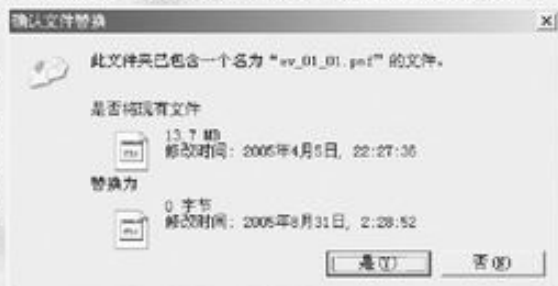 确认文件替换
此文件夹已包含一个名为“ev_01_01.pnf”的文件。
是否将现有文件
13.7 MB
修改时间: 2005年4月5日, 22:27:36
替换为
0 字节
修改时间: 2005年8月31日, 2:28:52
是(Y)
否(N)